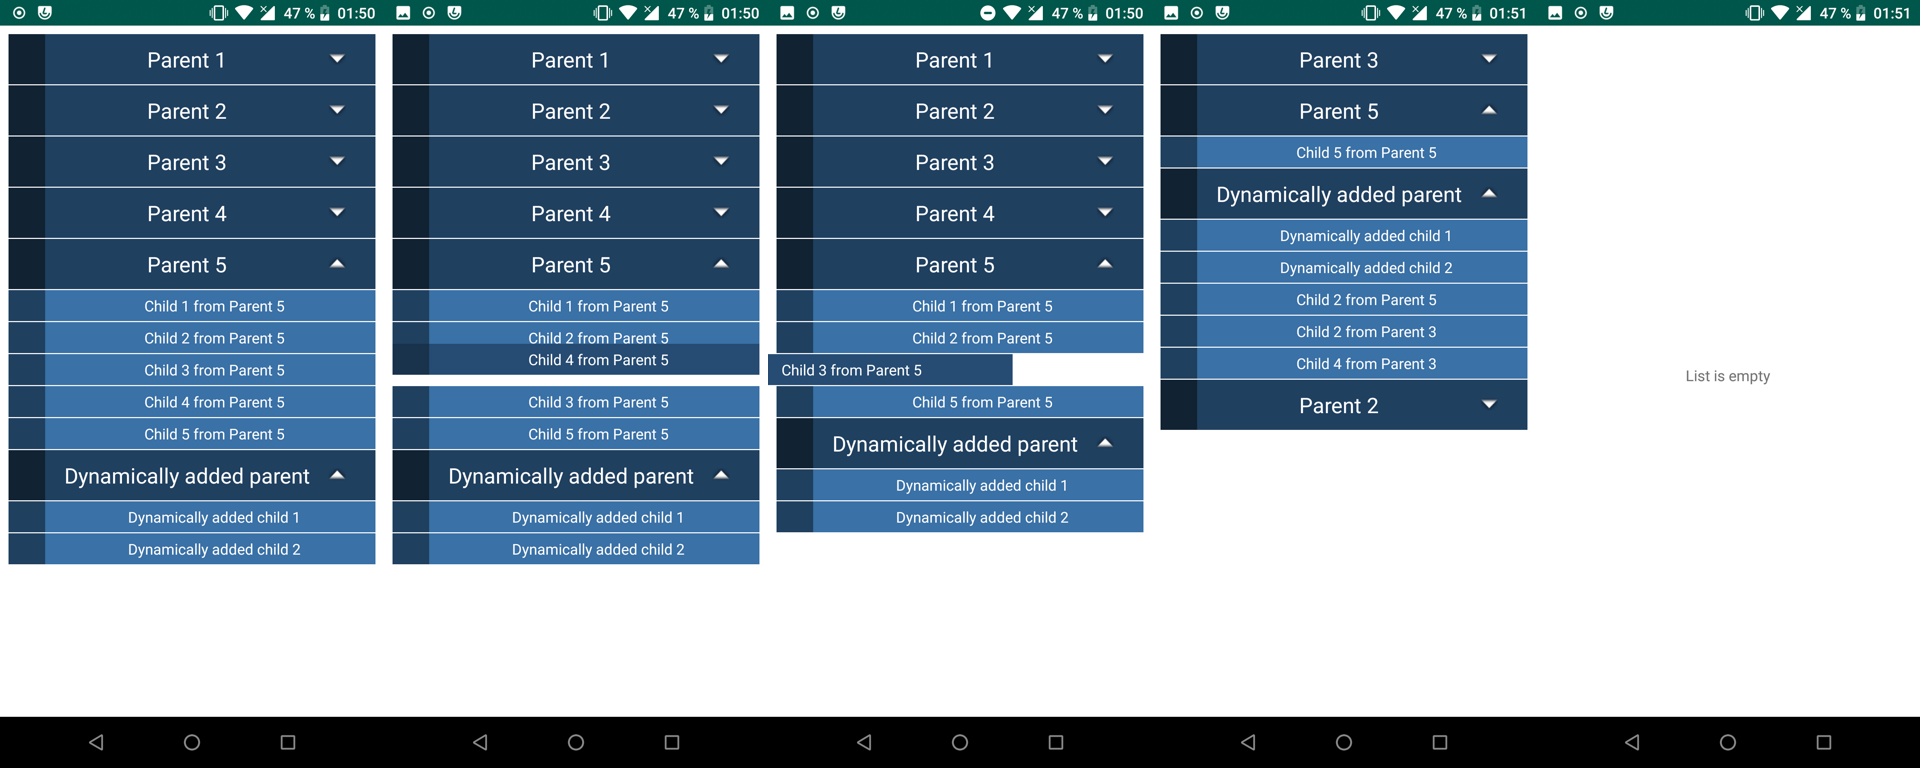 47 % 01:50
Parent 1
Parent 2
Parent 3
Parent 4
Parent 5
Child 1 from Parent 5
Child 2 from Parent 5
Child 3 from Parent 5
Child 4 from Parent 5
Child 5 from Parent 5
Dynamically added parent
Dynamically added child 1
Dynamically added child 2
47 % 01:50
Parent 1
Parent 2
Parent 3
Parent 4
Parent 5
Child 1 from Parent 5
Child 2 from Parent 5
Child 4 from Parent 5
Child 3 from Parent 5
Child 5 from Parent 5
Dynamically added parent
Dynamically added child 1
Dynamically added child 2
47 % 01:50
Parent 1
Parent 2
Parent 3
Parent 4
Parent 5
Child 1 from Parent 5
Child 2 from Parent 5
Child 3 from Parent 5
Child 5 from Parent 5
Dynamically added parent
Dynamically added child 1
Dynamically added child 2
47 % 01:51
Parent 3
Parent 5
Child 5 from Parent 5
Dynamically added parent
Dynamically added child 1
Dynamically added child 2
Child 2 from Parent 5
Child 2 from Parent 3
Child 4 from Parent 3
Parent 2
47 % 01:51
List is empty